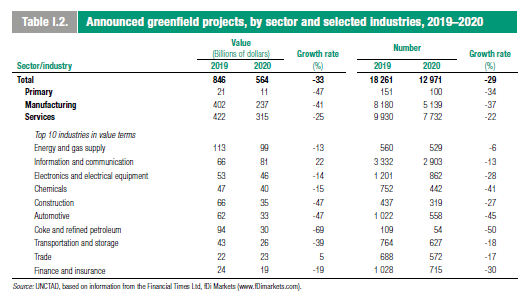 Table I.2. Announced greenfield projects, by sector and selected industries, 2019–2020
Value
(Billions of dollars) Growth rate Number Growth rate
Sector/industry 2019 2020 (%) 2019 2020 (%)
Total 846 564 -33 18 261 12 971 -29
Primary 21 11 -47 151 100 -34
Manufacturing 402 237 -41 8 180 5 139 -37
Services 422 315 -25 9 930 7 732 -22
Top 10 industries in value terms
Energy and gas supply 113 99 -13 560 529 -6
Information and communication 66 81 22 3 332 2 903 -13
Electronics and electrical equipment 53 46 -14 1 201 862 -28
Chemicals 47 40 -15 752 442 -41
Construction 66 35 -47 437 319 -27
Automotive 62 33 -47 1 022 558 -45
Coke and refined petroleum 94 30 -69 109 54 -50
Transportation and storage 43 26 -39 764 627 -18
Trade 22 23 5 688 572 -17
Finance and insurance 24 19 -19 1 028 715 -30
Source: UNCTAD, based on information from the Financial Times Ltd, fDi Markets (www.fDimarkets.com).